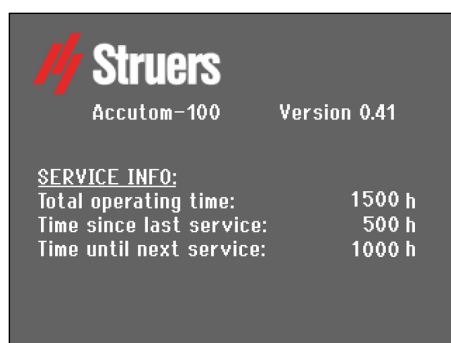 Struers
Accutom-100 Version 0.41
SERVICE INFO:
Total operating time: 1500 h
Time since last service: 500 h
Time until next service: 1000 h